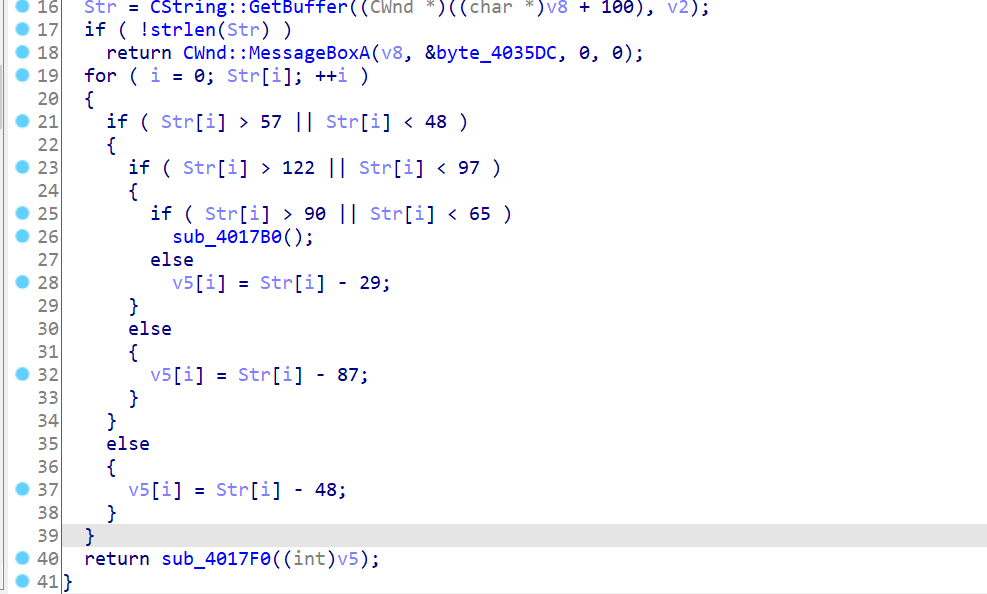 16 Str = CString::GetBuffer((CWnd *)((char *)v8 + 100), v2);
17 if ( !strlen(Str) )
18 return CWnd::MessageBoxA(v8, &byte_4035DC, 0, 0);
19 for ( i = 0; Str[i]; ++i )
20 {
21 if ( Str[i] > 57 || Str[i] < 48 )
22 {
23 if ( Str[i] > 122 || Str[i] < 97 )
24 {
25 if ( Str[i] > 90 || Str[i] < 65 )
26 sub_4017B0();
27 else
28 v5[i] = Str[i] - 29;
29 }
30 else
31 {
32 v5[i] = Str[i] - 87;
33 }
34 }
35 else
36 {
37 v5[i] = Str[i] - 48;
38 }
39 }
40 return sub_4017F0((int)v5);
41 }